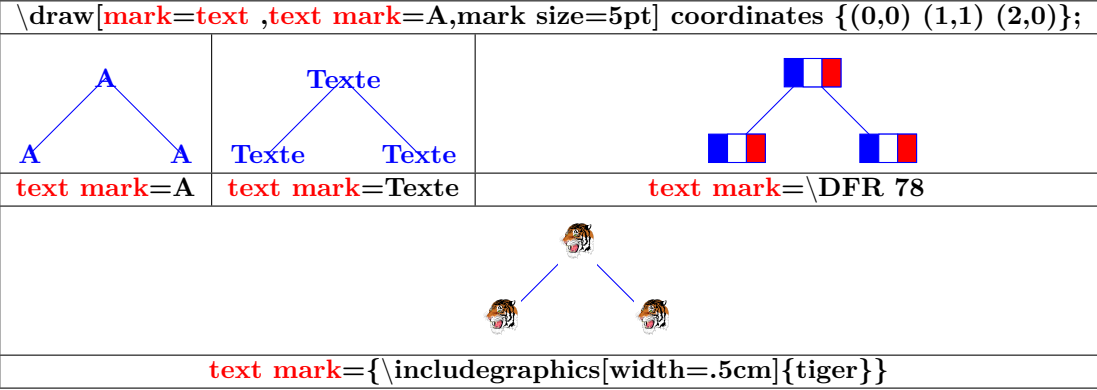 \draw[mark=text ,text mark=A,mark size=5pt] coordinates {(0,0) (1,1) (2,0)};
A
A A
Texte
Texte Texte
text mark=A
text mark=Texte
text mark=\DFR 78
text mark={\includegraphics[width=.5cm]{tiger}}